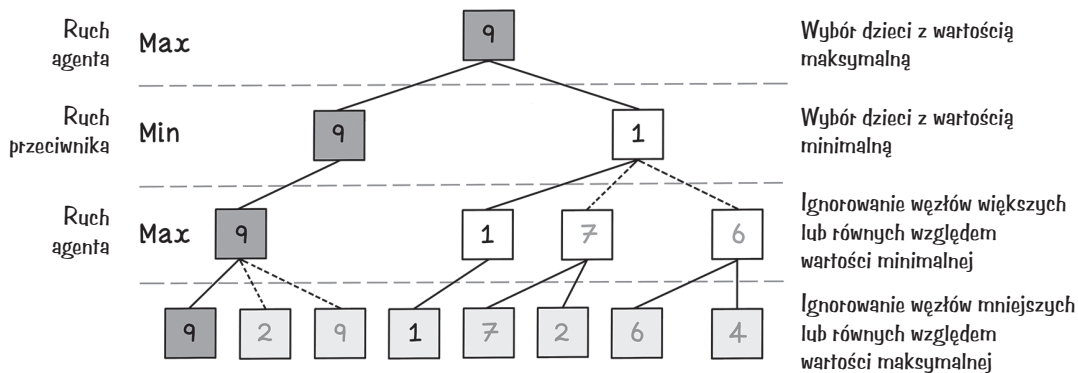 Ruch
agenta
Max
9
Wybór dzieci z wartością
maksymalną
Ruch
przeciwnika
Min
9
1
Wybór dzieci z wartością
minimalną
Ruch
agenta
Max
9
1
7
6
Ignorowanie węzłów większych
lub równych względem
wartości minimalnej
9
2
9
1
7
2
6
4
Ignorowanie węzłów mniejszych
lub równych względem
wartości maksymalnej